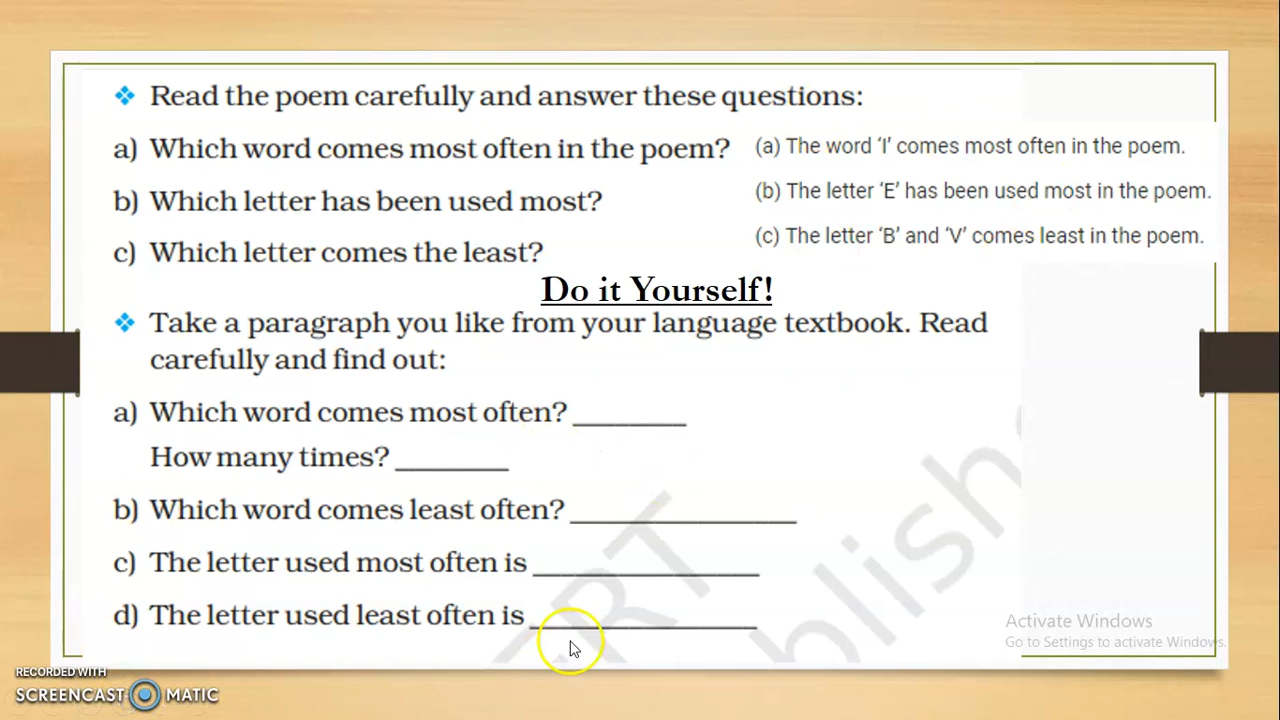 ❖ Read the poem carefully and answer these questions:
a) Which word comes most often in the poem?
(a) The word ‘I’ comes most often in the poem.
b) Which letter has been used most?
(b) The letter ‘E’ has been used most in the poem.
c) Which letter comes the least?
(c) The letter ‘B’ and ‘V’ comes least in the poem.
Do it Yourself!
❖ Take a paragraph you like from your language textbook. Read
carefully and find out:
a) Which word comes most often? ________
How many times? ________
b) Which word comes least often? ________________
c) The letter used most often is ________________
d) The letter used least often is ________________
Activate Windows
Go to Settings to activate Windows.
RECORDED WITH
SCREENCAST MATIC